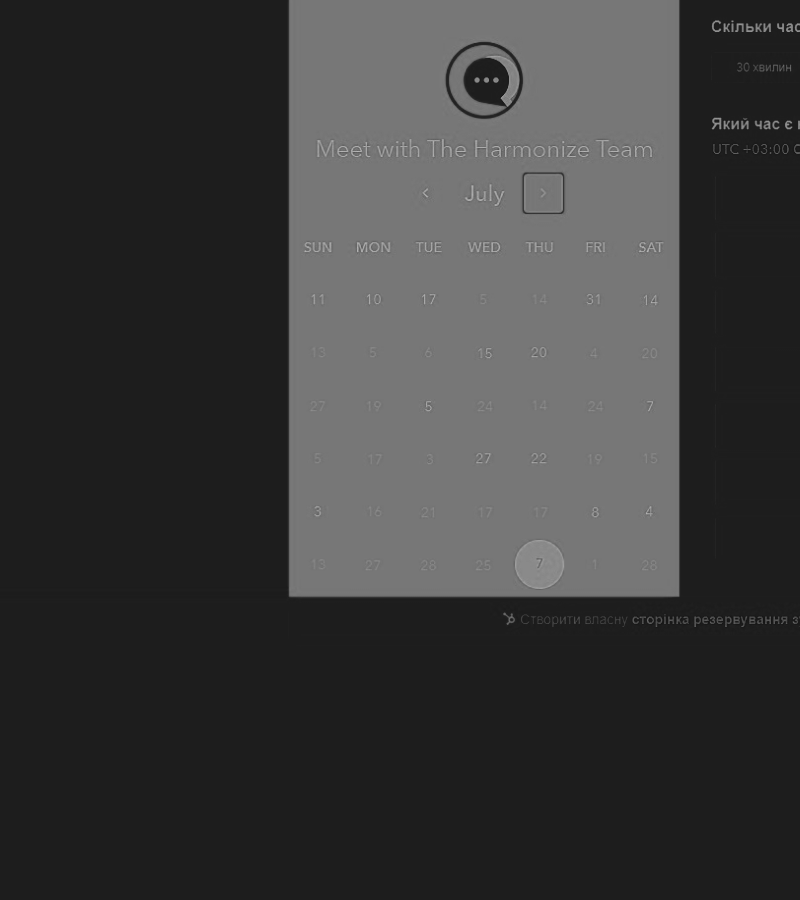 Скільки час
30 хвилин
Meet with The Harmonize Team
Який час є
UTC +03:00
July
SUN MON TUE WED THU FRI SAT
11 10 17 5 14 31 14
13 5 6 15 20 4 20
27 19 5 24 14 24 7
5 17 3 27 22 19 15
3 16 21 17 17 8 4
13 27 28 25 7 1 28
Створити власну сторінка резервування